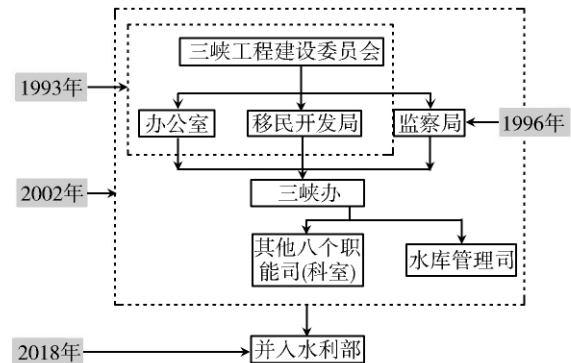 三峡工程建设委员会
1993年
办公室
移民开发局
监察局
1996年
2002年
三峡办
其他八个职
能司(科室)
水库管理司
2018年
并入水利部